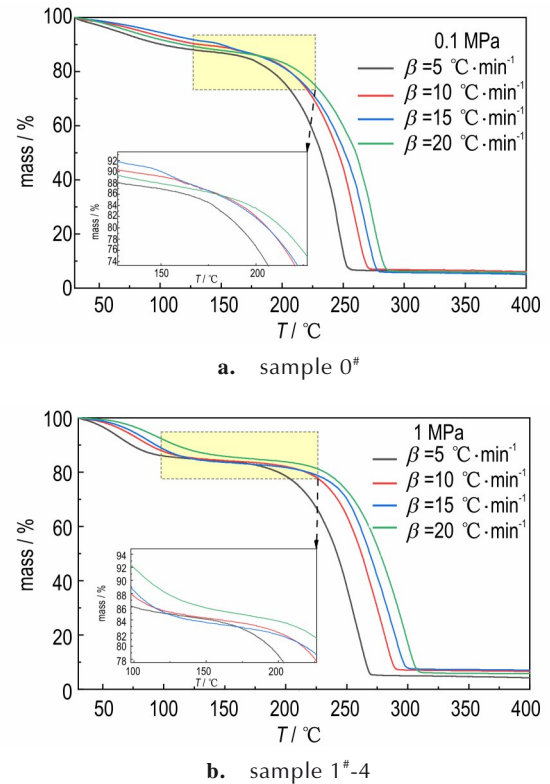 100
80
60
40
20
0
mass / %
0.1 MPa
β =5 ℃·min⁻¹
β =10 ℃·min⁻¹
β =15 ℃·min⁻¹
β =20 ℃·min⁻¹
94
92
90
88
86
84
82
80
78
76
74
mass / %
150 200
T / ℃
50 100 150 200 250 300 350 400
T / ℃
a. sample 0#
100
80
60
40
20
0
mass / %
1 MPa
β =5 ℃·min⁻¹
β =10 ℃·min⁻¹
β =15 ℃·min⁻¹
β =20 ℃·min⁻¹
94
92
90
88
86
84
82
80
78
mass / %
100 150 200
T / ℃
50 100 150 200 250 300 350 400
T / ℃
b. sample 1#-4